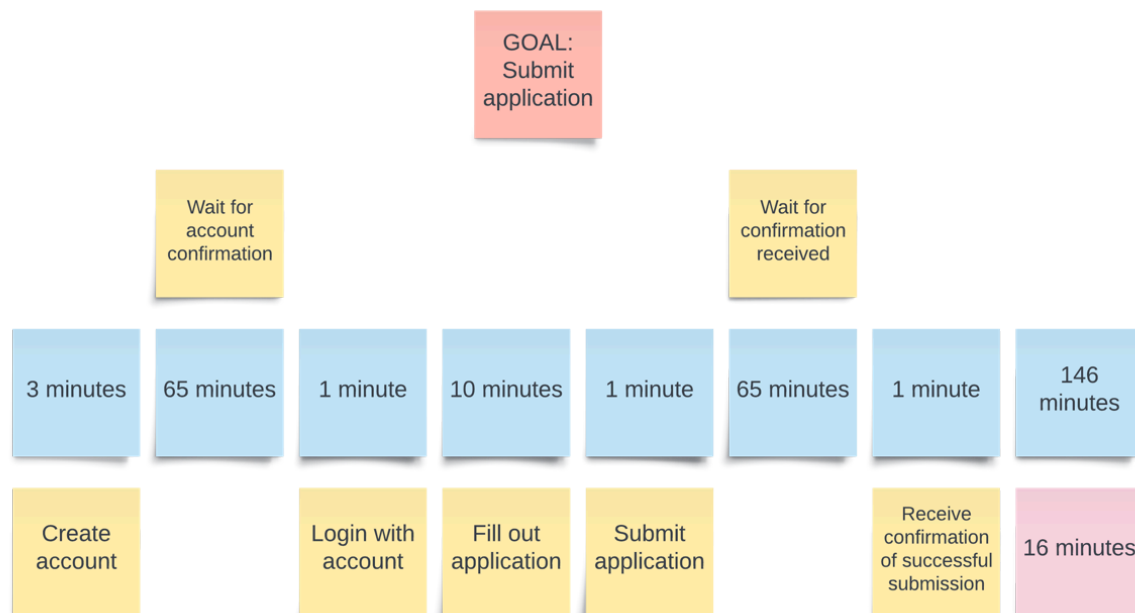 GOAL:
Submit
application
Wait for
account
confirmation
Wait for
confirmation
received
3 minutes
65 minutes
1 minute
10 minutes
1 minute
65 minutes
1 minute
146
minutes
Create
account
Login with
account
Fill out
application
Submit
application
Receive
confirmation
of successful
submission
16 minutes